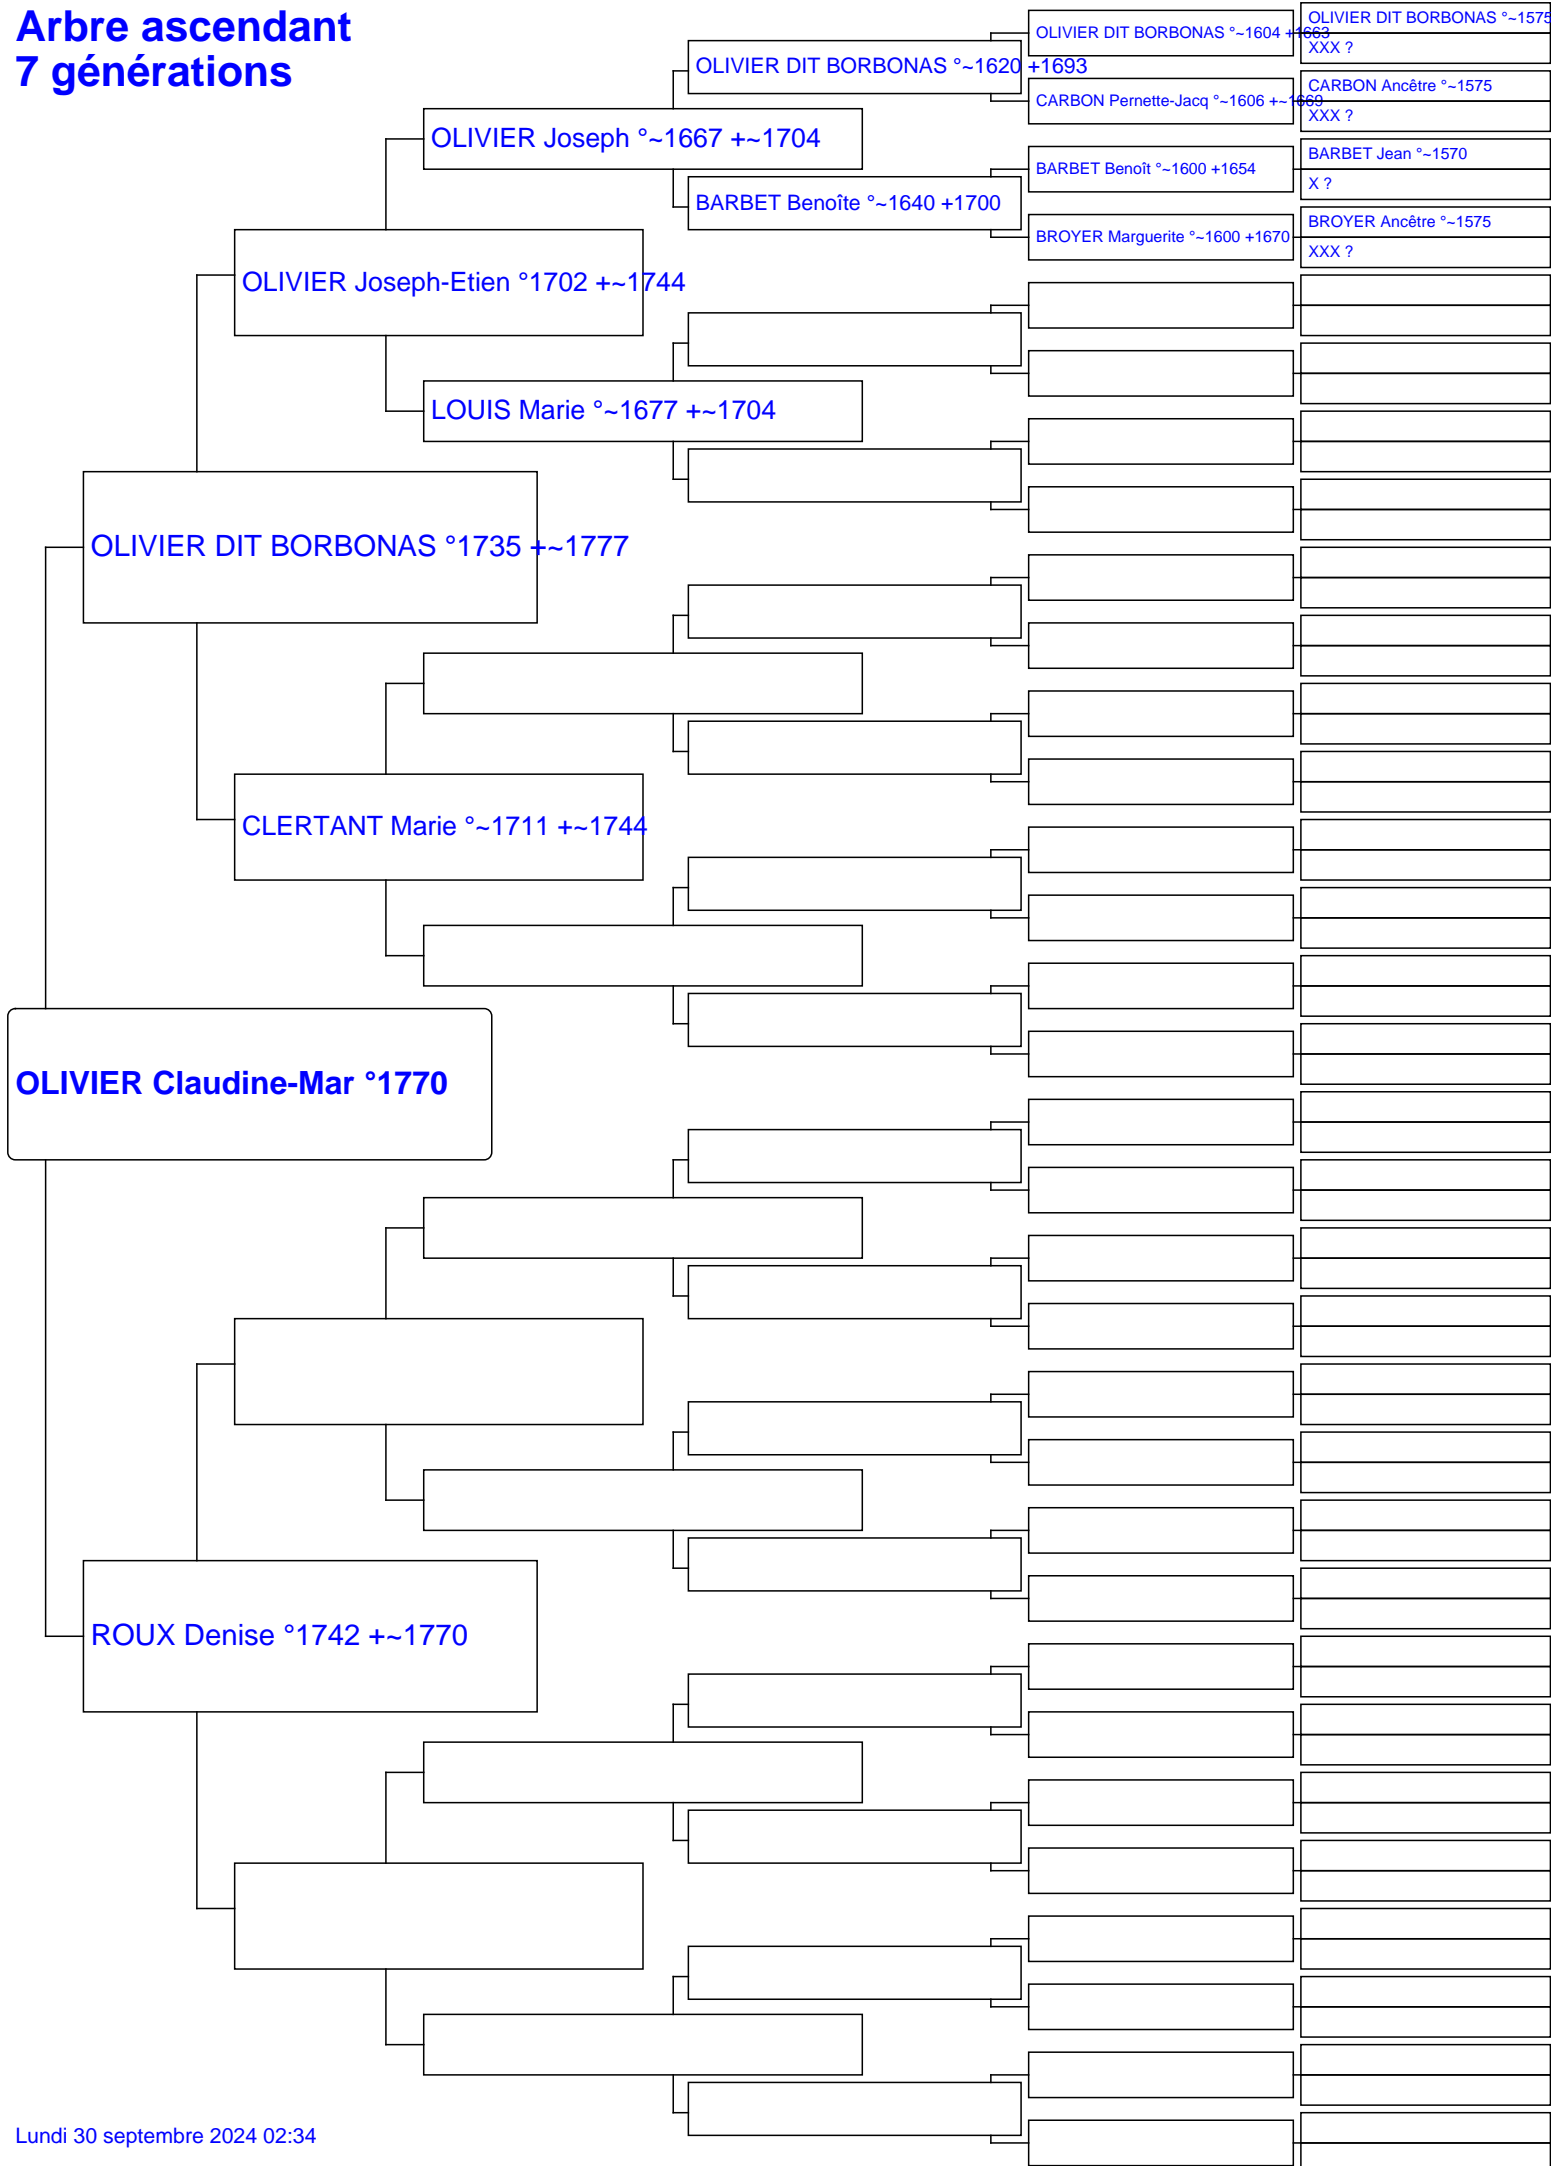 Arbre ascendant
7 générations
OLIVIER DIT BORBONAS °~1575
OLIVIER DIT BORBONAS °~1604 +1663
XXX ?
OLIVIER DIT BORBONAS °~1620 +1693
CARBON Ancêtre °~1575
CARBON Pernette-Jacq °~1606 +~1669
XXX ?
OLIVIER Joseph °~1667 +~1704
BARBET Jean °~1570
BARBET Benoît °~1600 +1654
X ?
BARBET Benoîte °~1640 +1700
BROYER Ancêtre °~1575
BROYER Marguerite °~1600 +1670
XXX ?
OLIVIER Joseph-Etien °1702 +~1744
LOUIS Marie °~1677 +~1704
OLIVIER DIT BORBONAS °1735 +~1777
CLERTANT Marie °~1711 +~1744
OLIVIER Claudine-Mar °1770
ROUX Denise °1742 +~1770
Lundi 30 septembre 2024 02:34